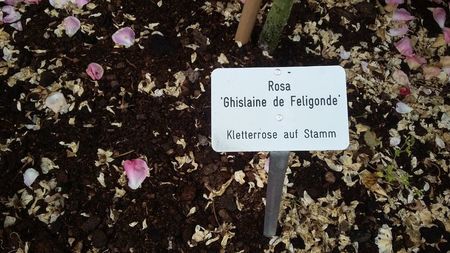 Rosa
'Ghislaine de Feligonde'
Kletterrose auf Stamm